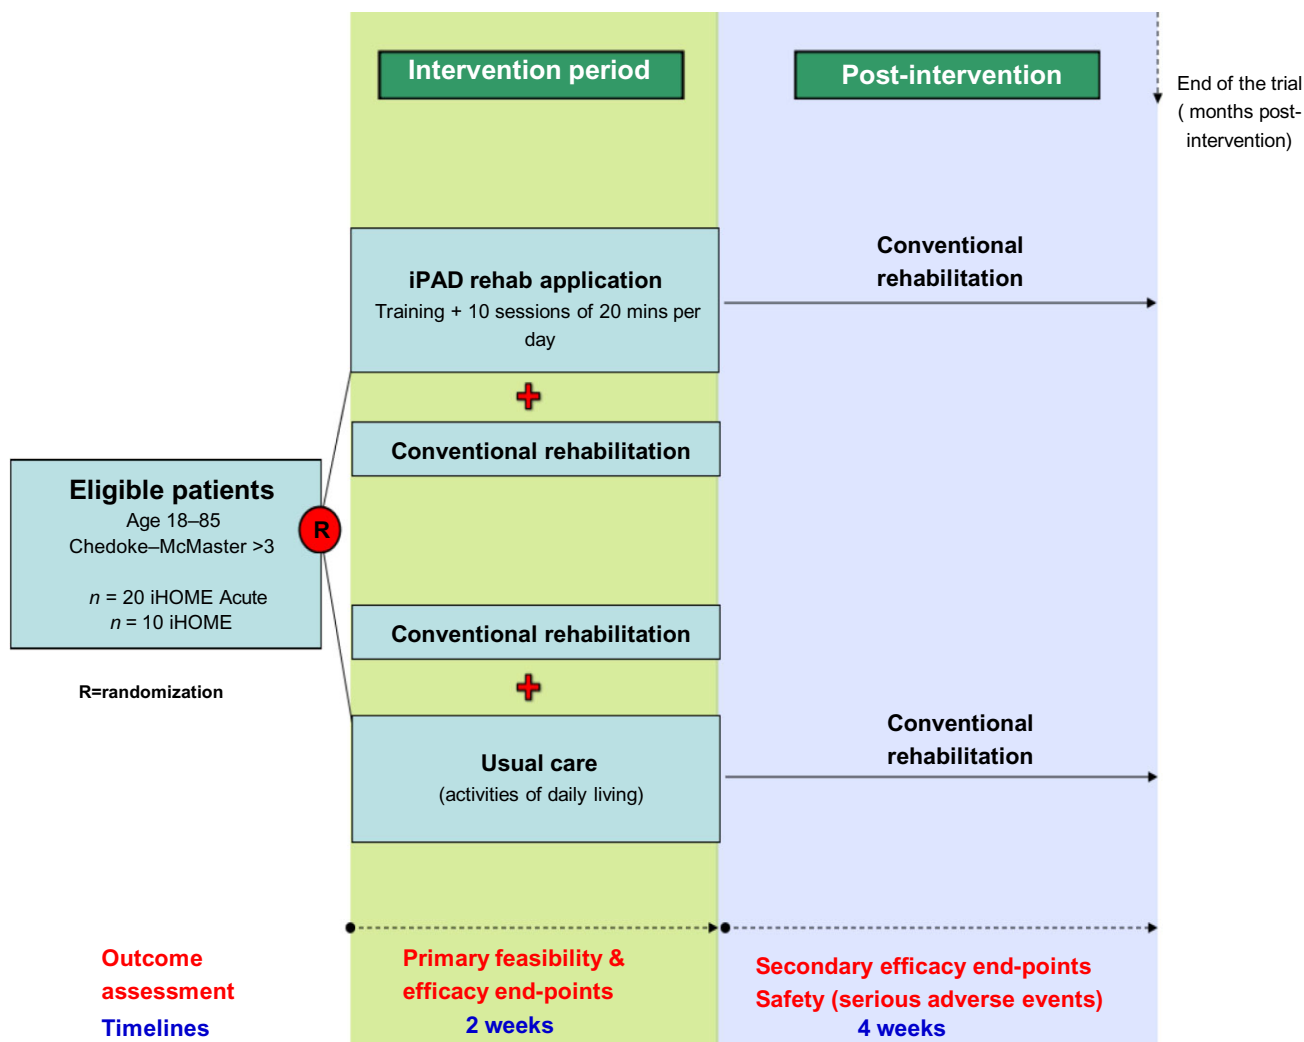 Intervention period
Post-intervention
End of the trial
( months post-
intervention)
iPAD rehab application
Training + 10 sessions of 20 mins per
day
Conventional
rehabilitation
+
Conventional rehabilitation
Eligible patients
Age 18–85
Chedoke–McMaster >3
n = 20 iHOME Acute
n = 10 iHOME
R
R=randomization
Conventional rehabilitation
+
Usual care
(activities of daily living)
Conventional
rehabilitation
Outcome
assessment
Timelines
Primary feasibility &
efficacy end-points
2 weeks
Secondary efficacy end-points
Safety (serious adverse events)
4 weeks